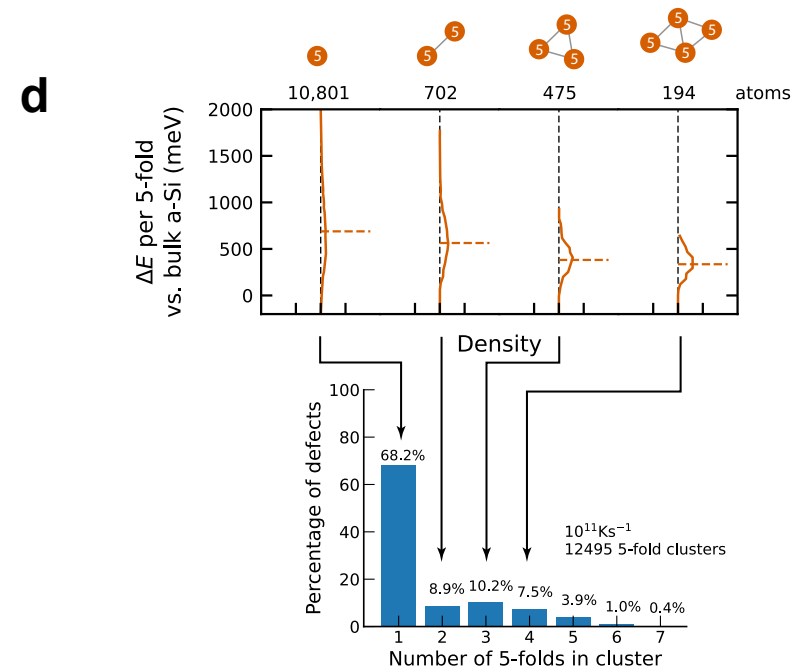 d
5
5
5
5
5
5
5
5
5
5
10,801 702 475 194 atoms
ΔE per 5-fold
vs. bulk a-Si (meV)
2000
1500
1000
500
0
Density
Percentage of defects
100
80
60
40
20
0
68.2%
8.9%
10.2%
7.5%
3.9%
1.0%
0.4%
10¹¹Ks⁻¹
12495 5-fold clusters
1 2 3 4 5 6 7
Number of 5-folds in cluster